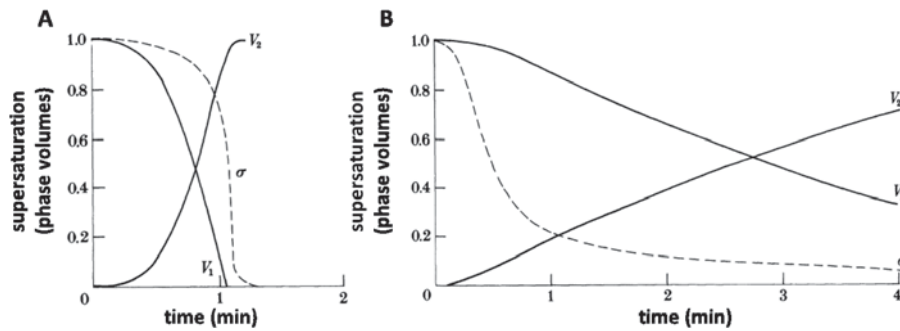 A
B
V₂
1.0
0.8
0.6
0.4
0.2
σ
V₁
0
1
2
time (min)
supersaturation
(phase volumes)
1.0
0.8
0.6
0.4
0.2
V₂
V
0
1
2
3
4
time (min)
supersaturation
(phase volumes)